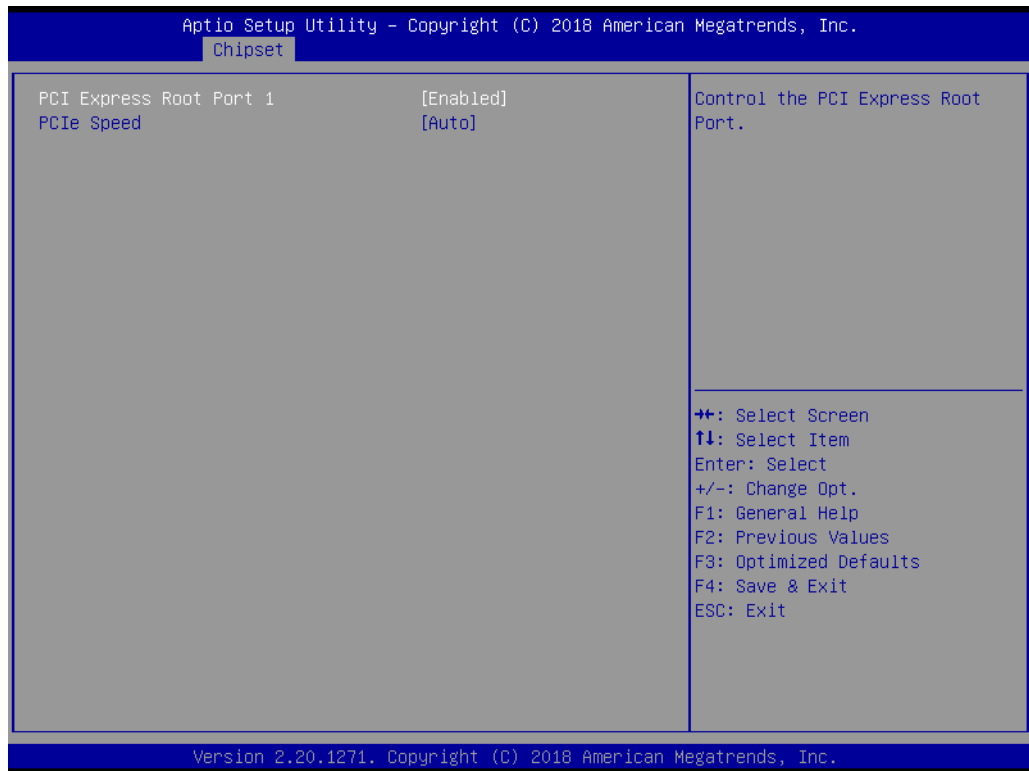 Aptio Setup Utility – Copyright (C) 2018 American Megatrends, Inc.
Chipset
PCI Express Root Port 1 [Enabled]
PCIe Speed [Auto]
Control the PCI Express Root
Port.
→←: Select Screen
↑↓: Select Item
Enter: Select
+/-: Change Opt.
F1: General Help
F2: Previous Values
F3: Optimized Defaults
F4: Save & Exit
ESC: Exit
Version 2.20.1271. Copyright (C) 2018 American Megatrends, Inc.